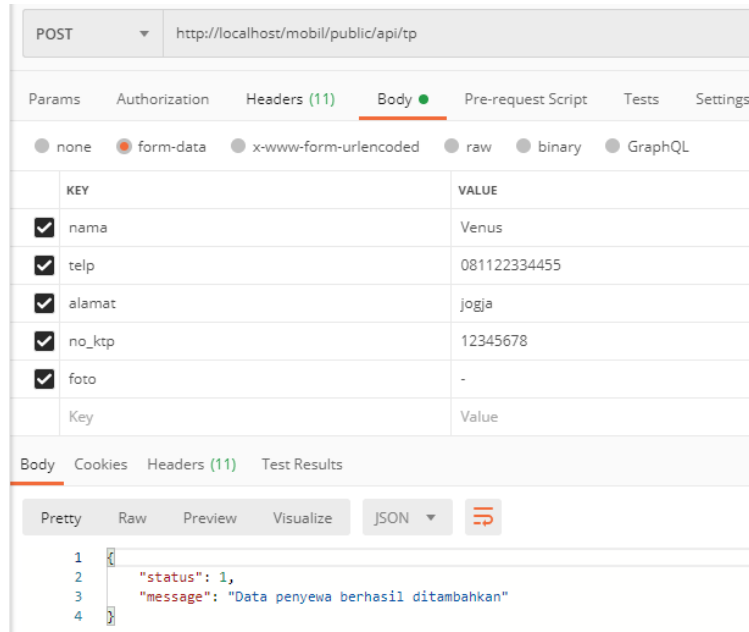 POST http://localhost/mobil/public/api/tp
Params Authorization Headers (11) Body Pre-request Script Tests Settings
none form-data x-www-form-urlencoded raw binary GraphQL
KEY VALUE
nama Venus
telp 081122334455
alamat jogja
no_ktp 12345678
foto -
Key Value
Body Cookies Headers (11) Test Results
Pretty Raw Preview Visualize JSON
1 {
2 "status": 1,
3 "message": "Data penyewa berhasil ditambahkan"
4 }